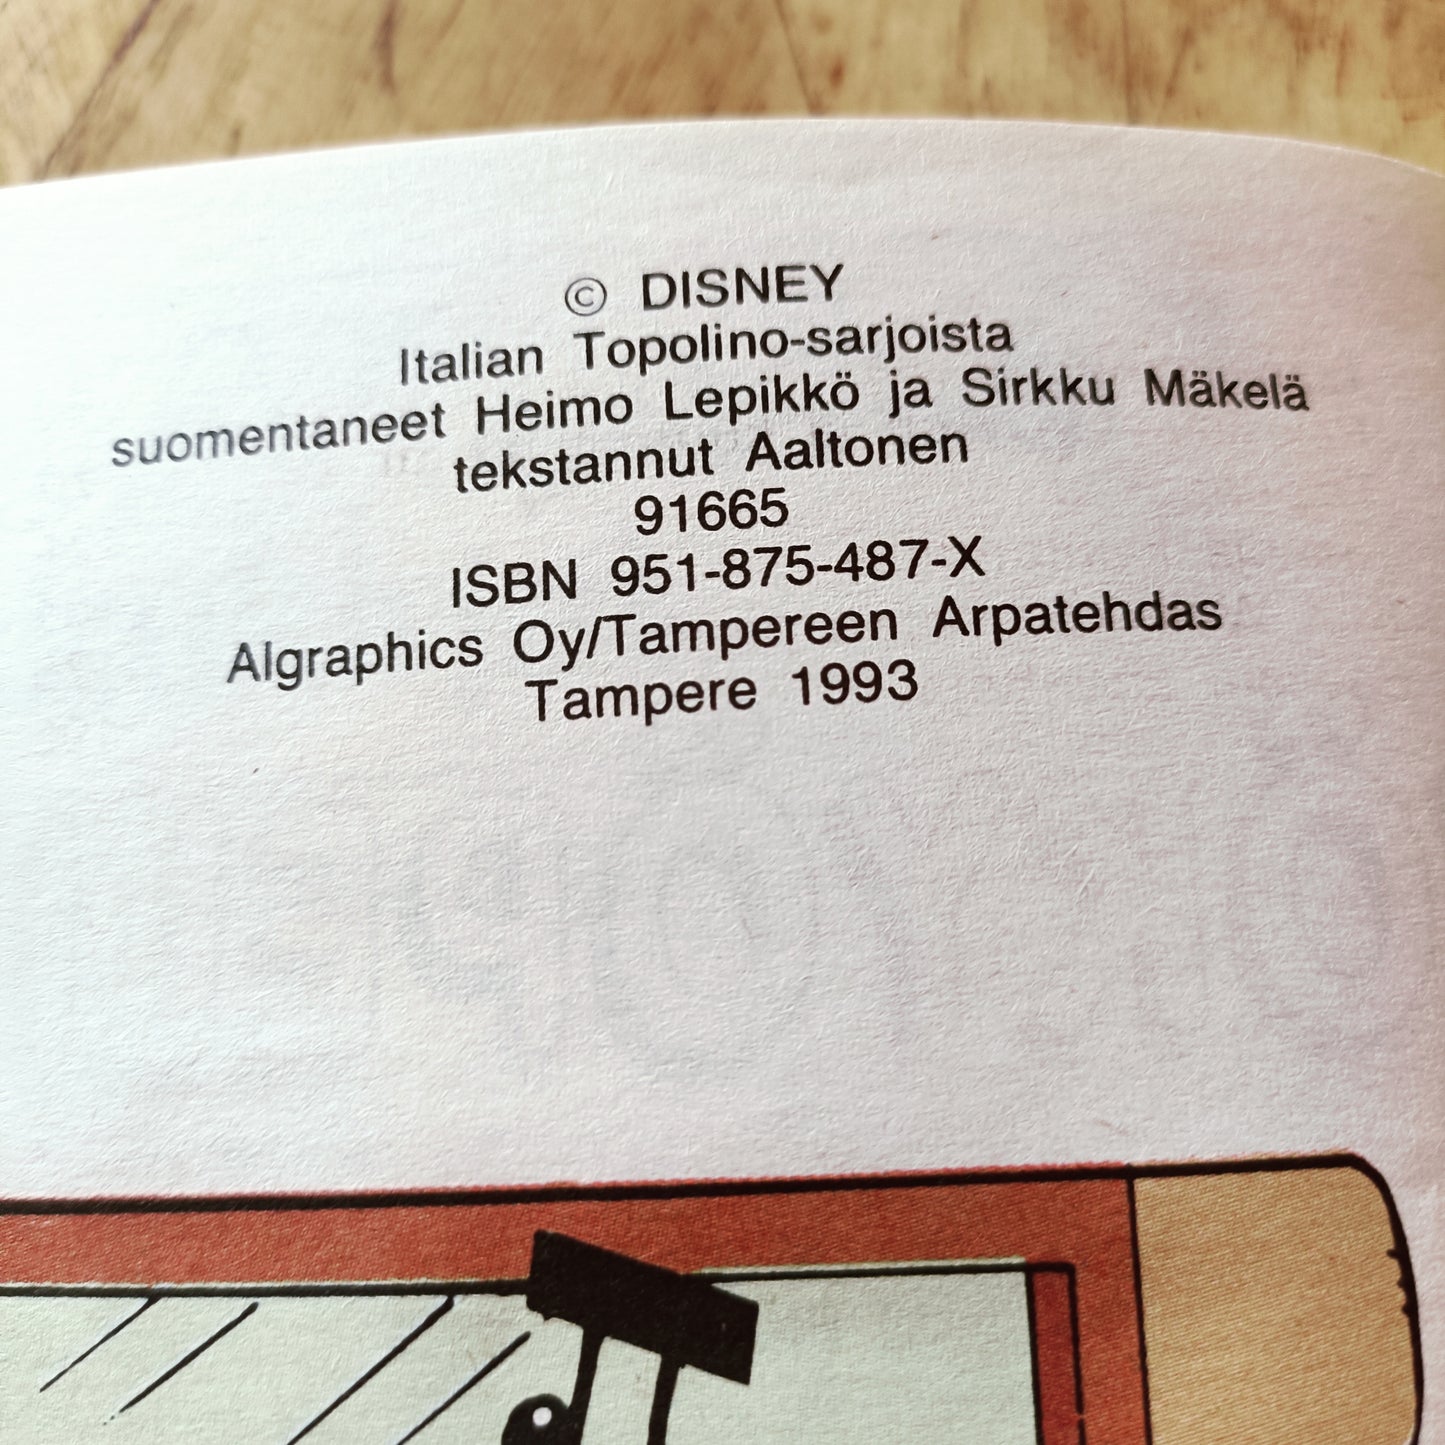 © DISNEY
Italian Topolino-sarjoista
suomentaneet Heimo Lepikkö ja Sirkku Mäkelä
tekstannut Aaltonen
91665
ISBN 951-875-487-X
Algraphics Oy/Tampereen Arpatehdas
Tampere 1993